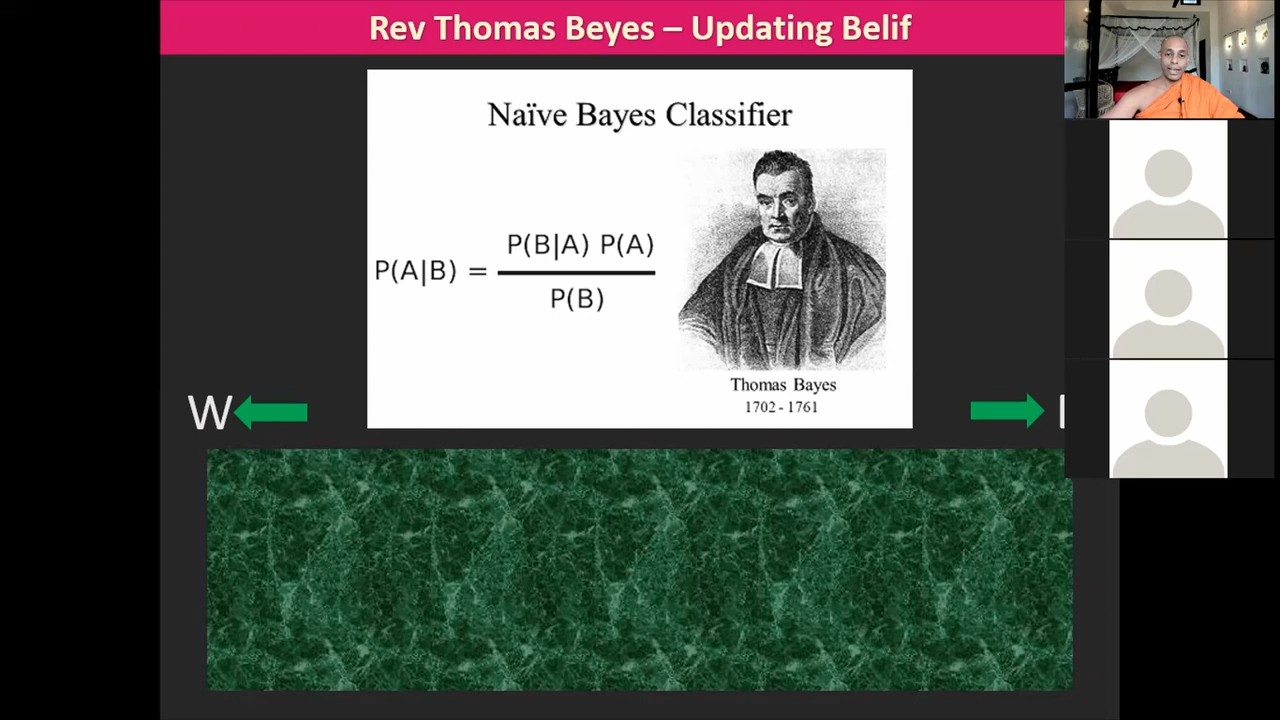 Rev Thomas Beyes – Updating Belif
Naïve Bayes Classifier
P(A|B) = P(B|A) P(A)
P(B)
Thomas Bayes
1702 - 1761
W